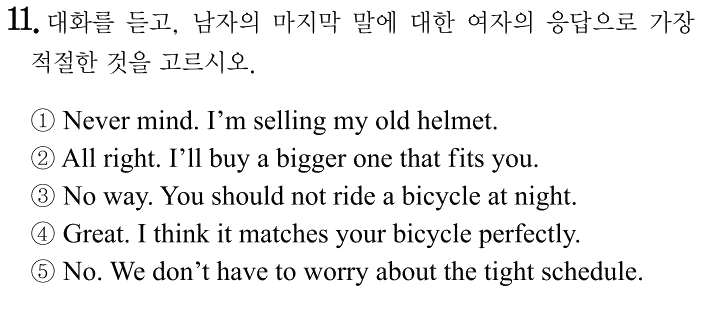 11. 대화를 듣고, 남자의 마지막 말에 대한 여자의 응답으로 가장
적절한 것을 고르시오.
① Never mind. I’m selling my old helmet.
② All right. I’ll buy a bigger one that fits you.
③ No way. You should not ride a bicycle at night.
④ Great. I think it matches your bicycle perfectly.
⑤ No. We don’t have to worry about the tight schedule.